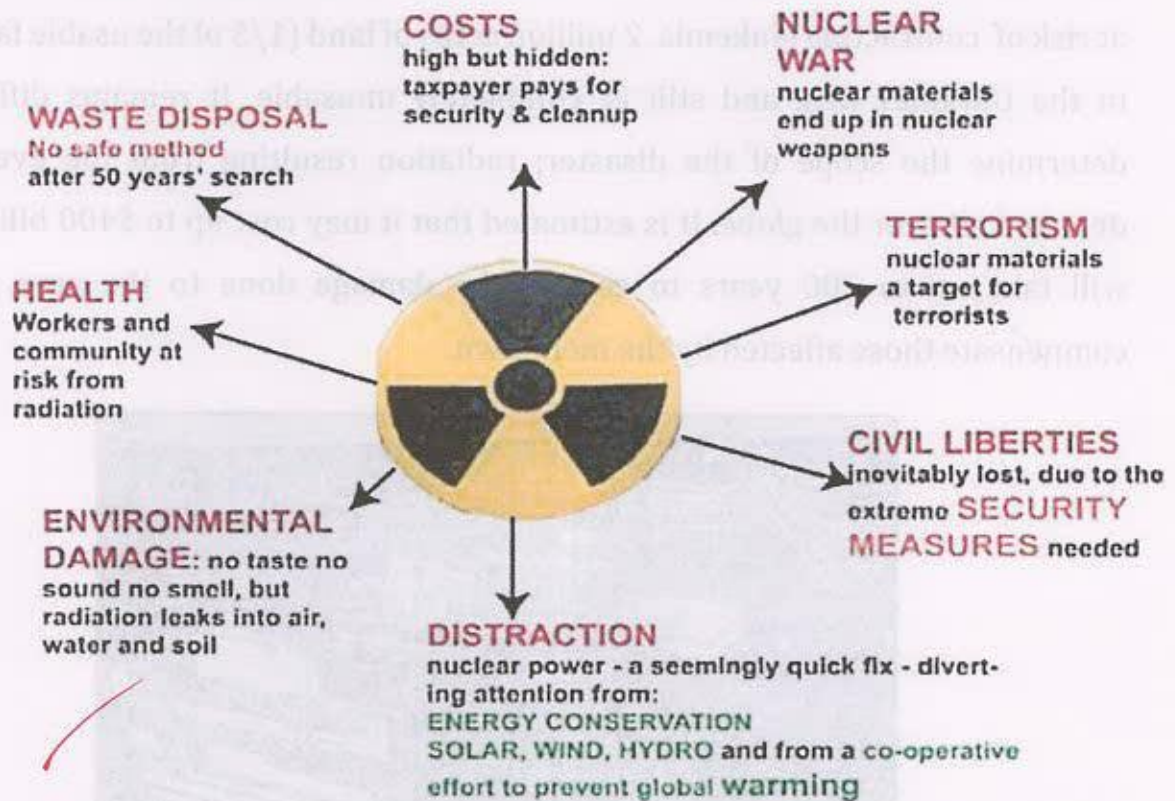 COSTS
high but hidden:
taxpayer pays for
security & cleanup
NUCLEAR
WAR
nuclear materials
end up in nuclear
weapons
WASTE DISPOSAL
No safe method
after 50 years' search
TERRORISM
nuclear materials
a target for
terrorists
HEALTH
Workers and
community at
risk from
radiation
CIVIL LIBERTIES
inevitably lost, due to the
extreme SECURITY
MEASURES needed
ENVIRONMENTAL
DAMAGE: no taste no
sound no smell, but
radiation leaks into air,
water and soil
DISTRACTION
nuclear power - a seemingly quick fix - divert-
ing attention from:
ENERGY CONSERVATION
SOLAR, WIND, HYDRO and from a co-operative
effort to prevent global warming